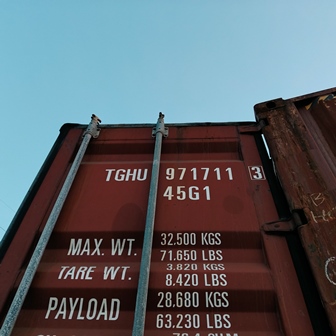 TGHU 971711 3
45G1
MAX. WT. 32.500 KGS
71.650 LBS
TARE WT. 3.820 KGS
8.420 LBS
PAYLOAD 28.680 KGS
63.230 LBS